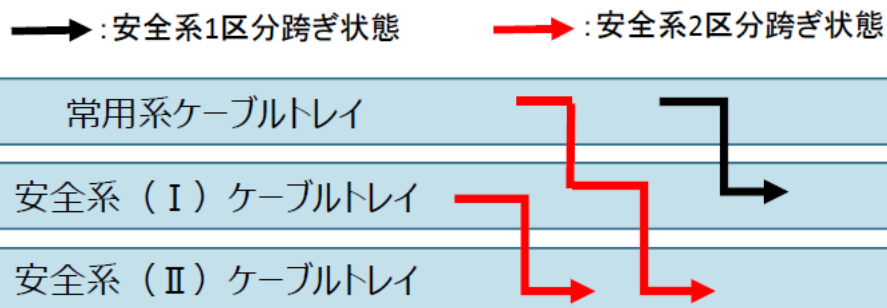 :安全系1区分跨ぎ状態 :安全系2区分跨ぎ状態
常用系ケーブルトレイ
安全系（Ⅰ）ケーブルトレイ
安全系（Ⅱ）ケーブルトレイ